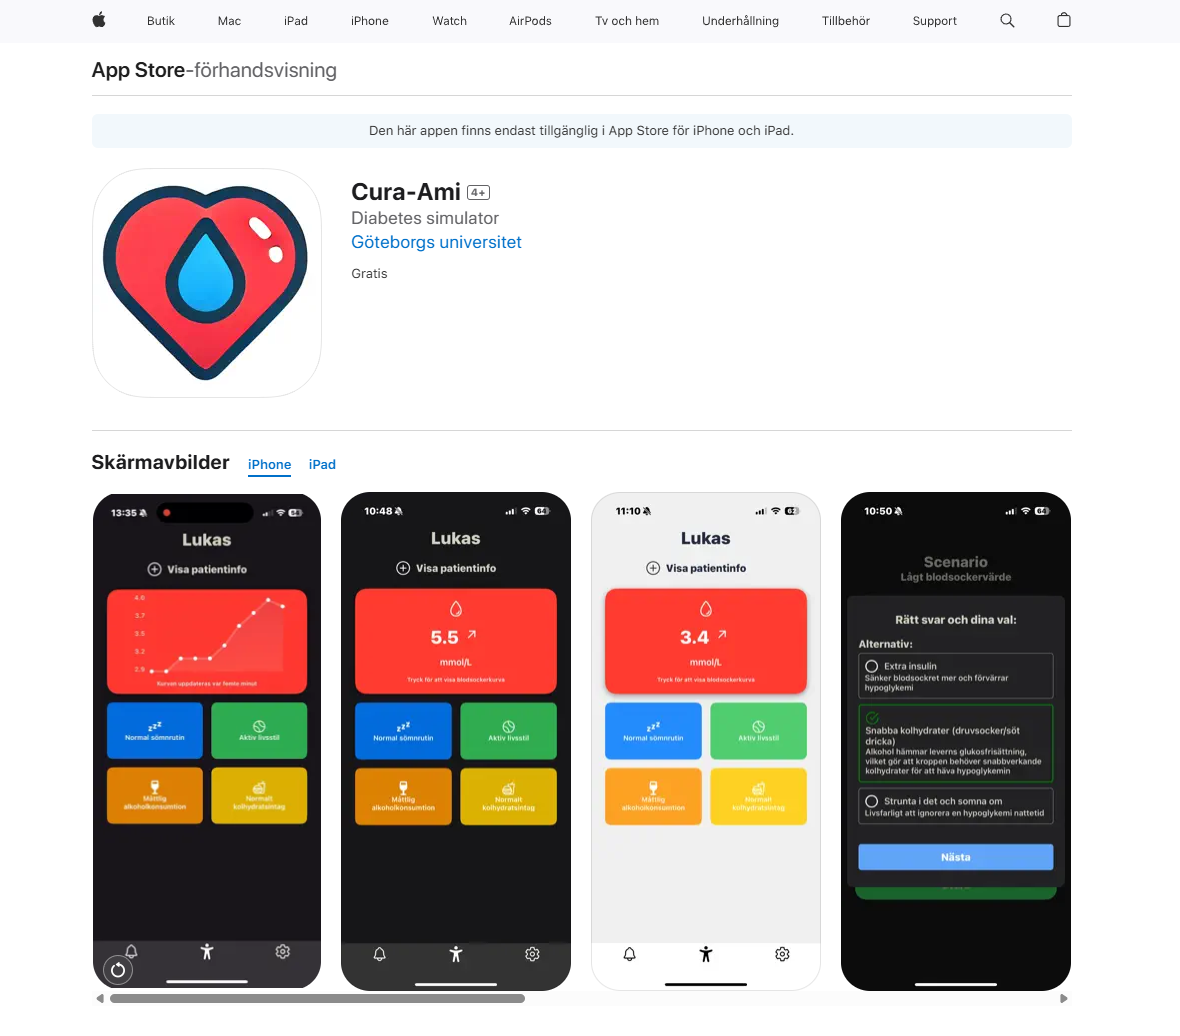 Butik Mac iPad iPhone Watch AirPods Tv och hem Underhållning Tillbehör Support
App Store-förhandsvisning
Den här appen finns endast tillgänglig i App Store för iPhone och iPad.
Cura-Ami 4+
Diabetes simulator
Göteborgs universitet
Gratis
Skärmavbilder iPhone iPad
13:35 64
Lukas
Visa patientinfo
4.0
3.7
3.5
3.2
2.9
Kurvan uppdateras var femte minut
Normal sömnrutin
Aktiv livsstil
Måttlig
alkoholkonsumtion
Normalt
kolhydratsintag
10:48 64
Lukas
Visa patientinfo
5.5
mmol/L
Tryck för att visa blodsockerkurva
Normal sömnrutin
Aktiv livsstil
Måttlig
alkoholkonsumtion
Normalt
kolhydratsintag
11:10
Lukas
Visa patientinfo
3.4
mmol/L
Tryck för att visa blodsockerkurva
Normal sömnrutin
Aktiv livsstil
Måttlig
alkoholkonsumtion
Normalt
kolhydratsintag
10:50 64
Scenario
Lågt blodsockervärde
Rätt svar och dina val:
Alternativ:
Extra insulin
Sänker blodsockret mer och förvärrar
hypoglykemi
Snabba kolhydrater (druvsocker/söt
dricka)
Alkohol hämmar leverns glukosfrisättning,
vilket gör att kroppen behöver snabbverkande
kolhydrater för att häva hypoglykemin
Strunta i det och somna om
Livsfarligt att ignorera en hypoglykemi nattetid
Nästa